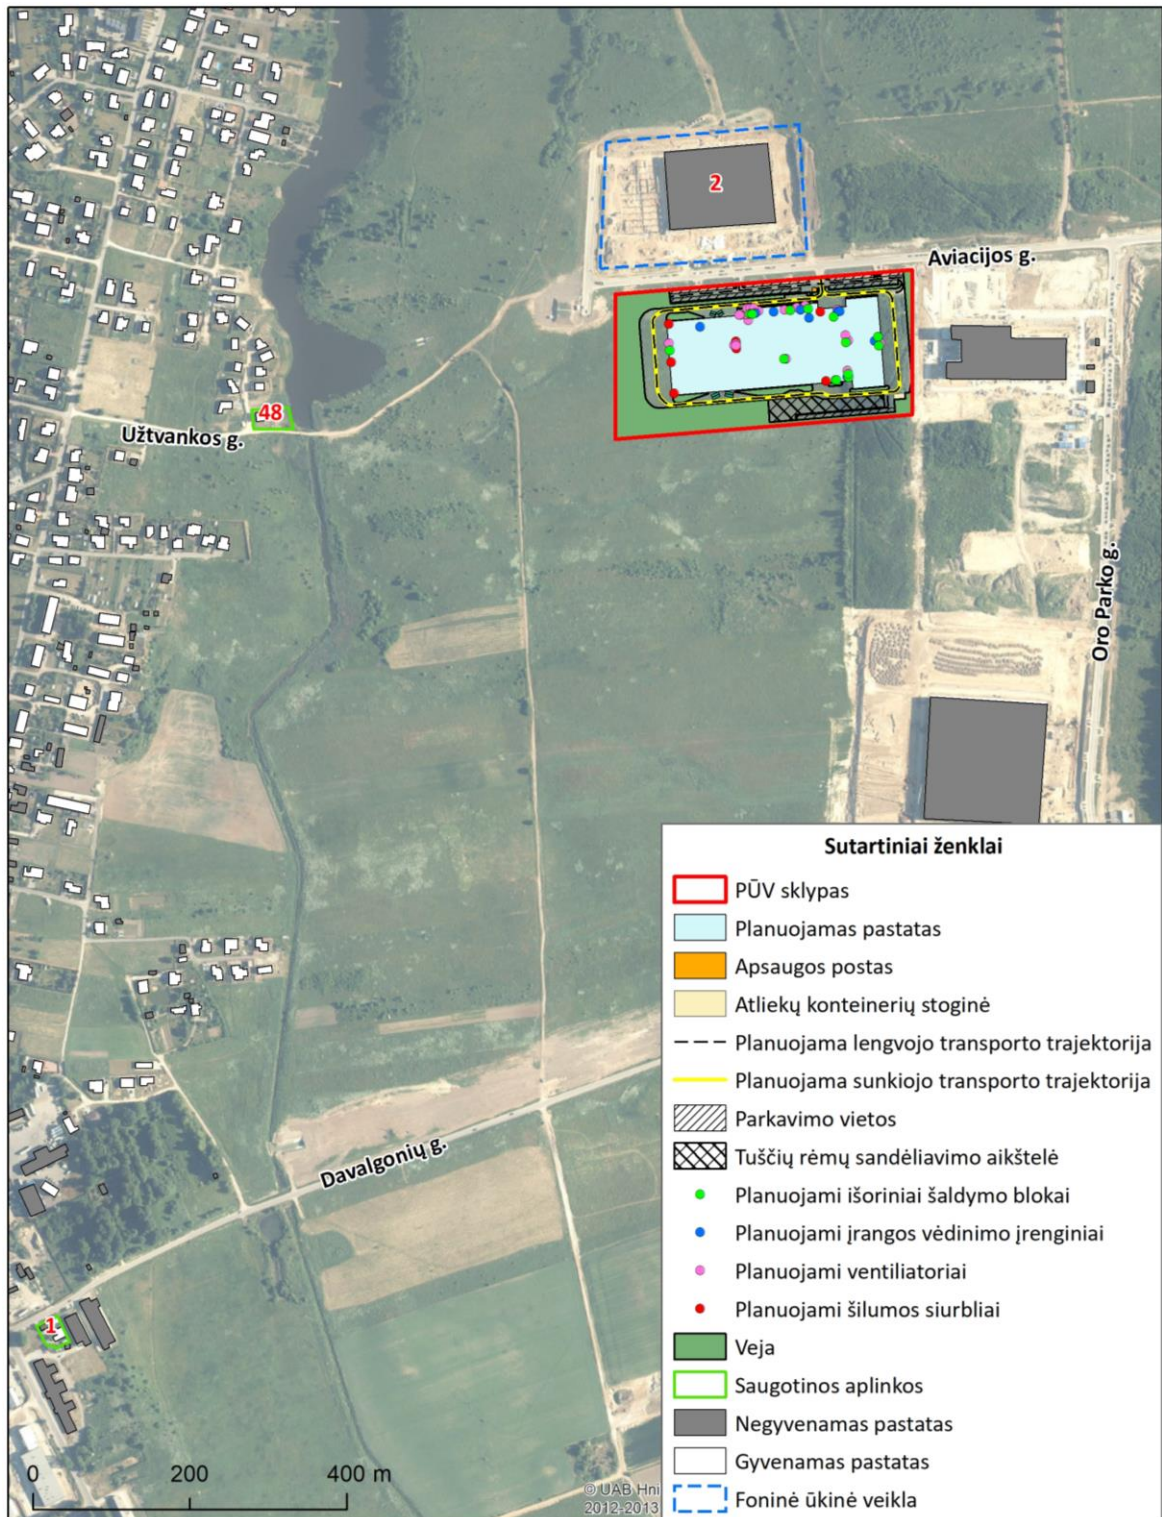 2
Aviacijos g.
48
Užtvankos g.
Oro Parko g.
Davalgonių g.
1
0 200 400 m
© UAB Hni
2012-2013
Sutartiniai ženklai
PŪV sklypas
Planuojamas pastatas
Apsaugos postas
Atliekų konteinerių stoginė
Planuojama lengvojo transporto trajektorija
Planuojama sunkiojo transporto trajektorija
Parkavimo vietos
Tuščių rėmų sandėliavimo aikštelė
Planuojami išoriniai šaldymo blokai
Planuojami įrangos vėdinimo įrenginiai
Planuojami ventiliatoriai
Planuojami šilumos siurbliai
Veja
Saugotinos aplinkos
Negyvenamas pastatas
Gyvenamas pastatas
Foninė ūkinė veikla